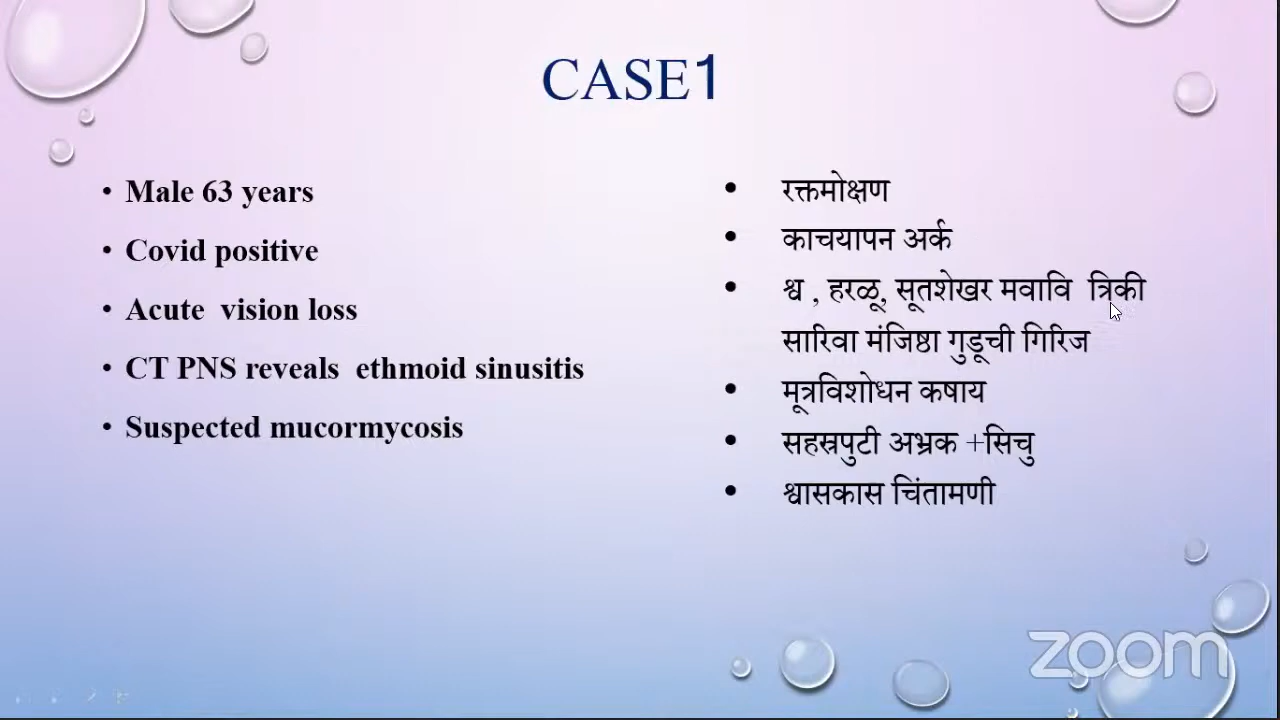 CASE1
• Male 63 years
• Covid positive
• Acute vision loss
• CT PNS reveals ethmoid sinusitis
• Suspected mucormycosis
• रक्तमोक्षण
• काचयापन अर्क
• श्व , हरळू, सूतशेखर मवावि त्रिकी
सारिवा मंजिष्ठा गुडूची गिरिज
• मूत्रविशोधन कषाय
• सहस्रपुटी अभ्रक +सिचु
• श्वासकास चिंतामणी
zoom